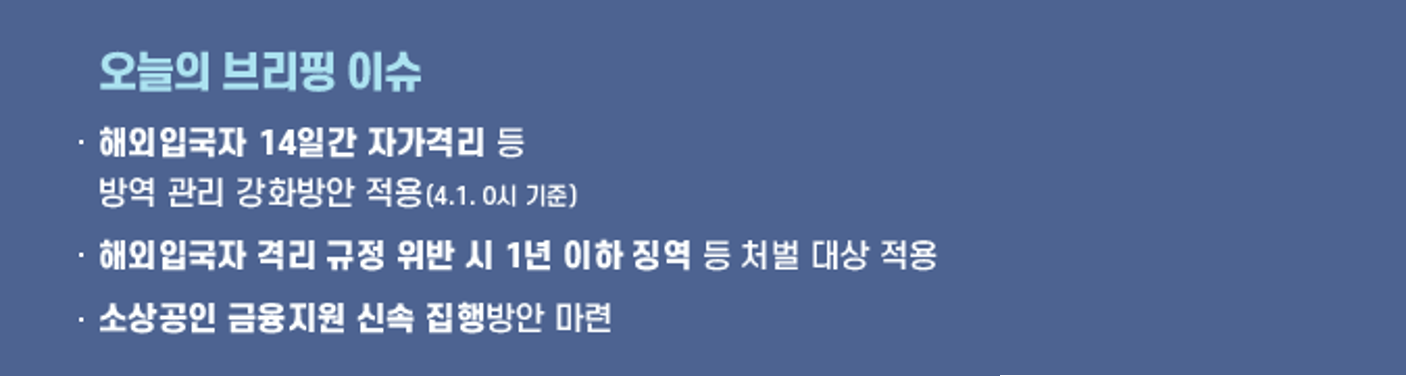 오늘의 브리핑 이슈
· 해외입국자 14일간 자가격리 등
방역 관리 강화방안 적용(4.1. 0시 기준)
· 해외입국자 격리 규정 위반 시 1년 이하 징역 등 처벌 대상 적용
· 소상공인 금융지원 신속 집행방안 마련